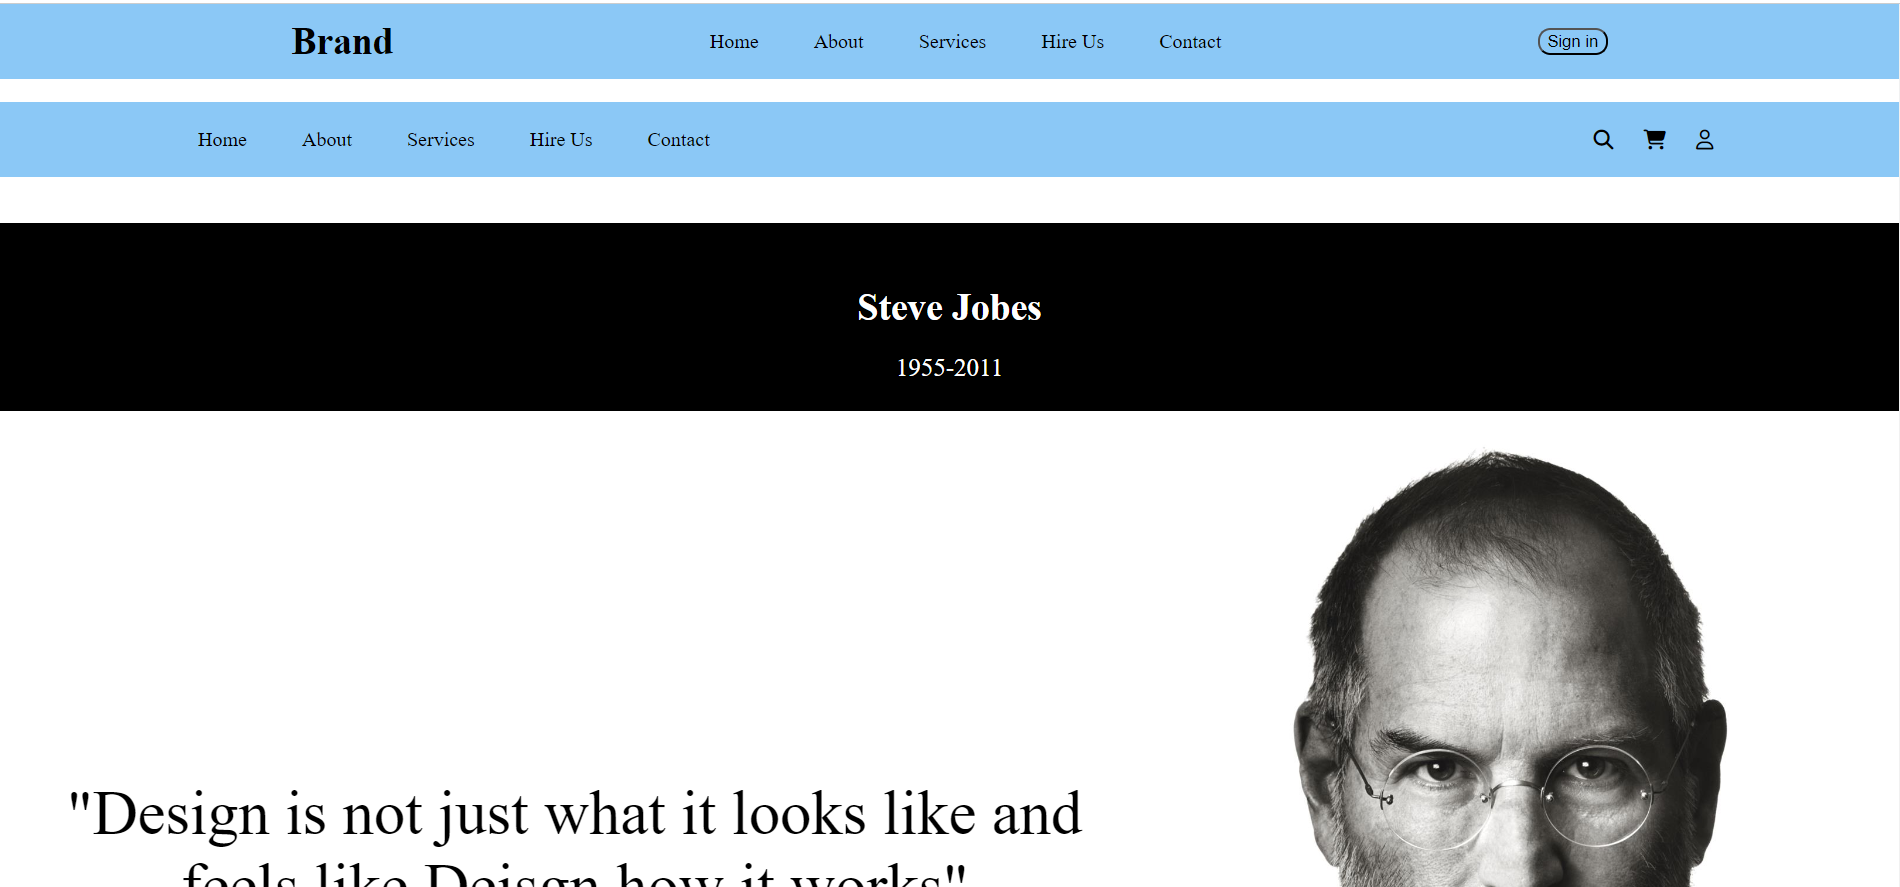 Brand Home About Services Hire Us Contact Sign in
Home About Services Hire Us Contact
Steve Jobes
1955-2011
"Design is not just what it looks like and
feels like Deisgn how it works"